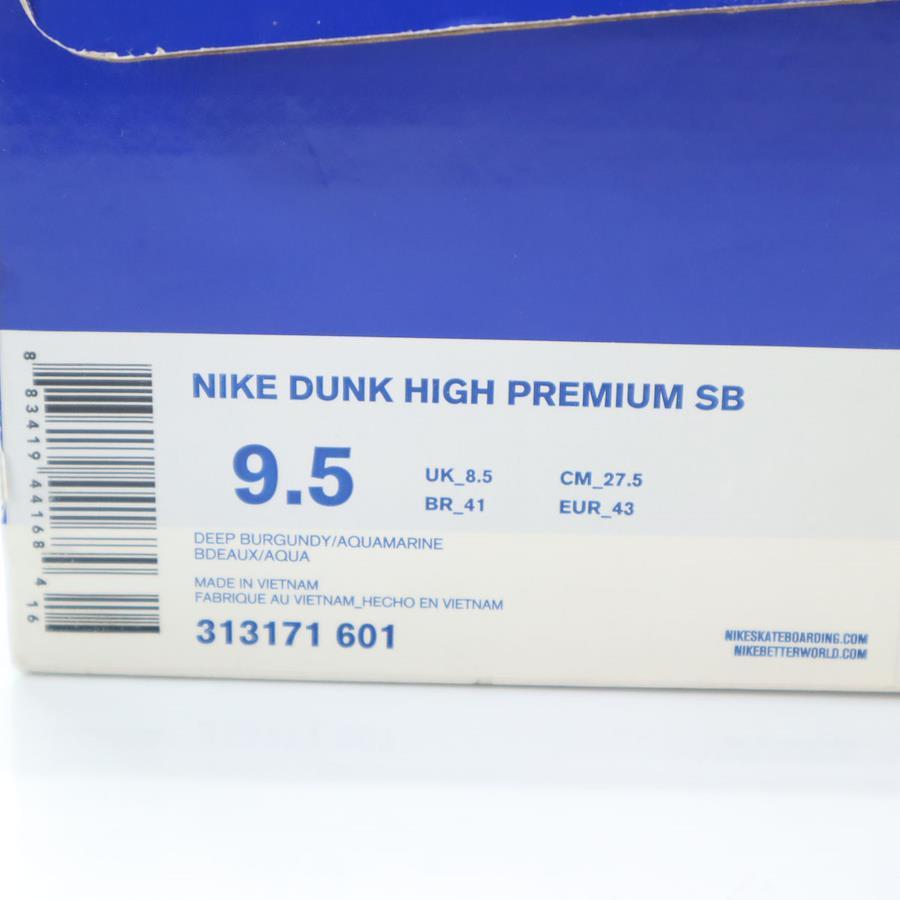 NIKE DUNK HIGH PREMIUM SB
9.5
UK_8.5 CM_27.5
BR_41 EUR_43
DEEP BURGUNDY/AQUAMARINE
BDEAUX/AQUA
MADE IN VIETNAM
FABRIQUE AU VIETNAM_HECHO EN VIETNAM
313171 601
NIKESKATEBOARDING.COM
NIKEBETTERWORLD.COM
8 83419 44168 4 16